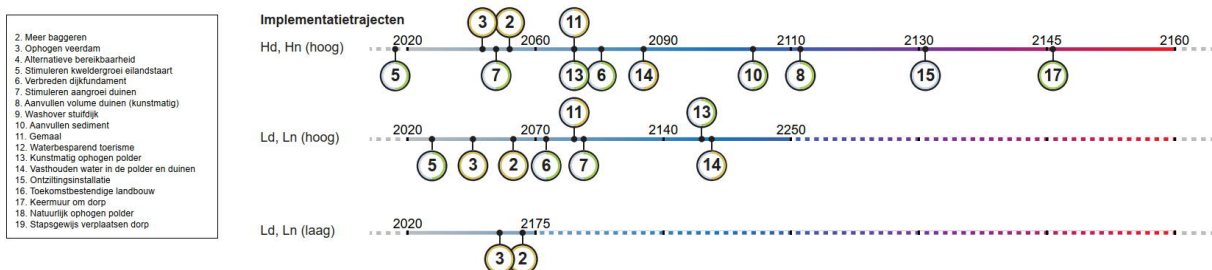 2. Meer baggeren
3. Ophogen veerdam
4. Alternatieve bereikbaarheid
5. Stimuleren kweldergroei eilandstaart
6. Verbreden dijkfundament
7. Stimuleren aangroei duinen
8. Aanvullen volume duinen (kunstmatig)
9. Washover stuifdijk
10. Aanvullen sediment
11. Gemaal
12. Waterbesparend toerisme
13. Kunstmatig ophogen polder
14. Vasthouden water in de polder en duinen
15. Ontziltingsinstallatie
16. Toekomstbestendige landbouw
17. Keermuur om dorp
18. Natuurlijk ophogen polder
19. Stapsgewijs verplaatsen dorp
Implementatietrajecten
3 2 11
Hd, Hn (hoog) 2020 2060 2090 2110 2130 2145 2160
5 7 13 6 14 10 8 15 17
11 13
Ld, Ln (hoog) 2020 2070 2140 2250
5 3 2 6 7 14
Ld, Ln (laag) 2020 2175
3 2